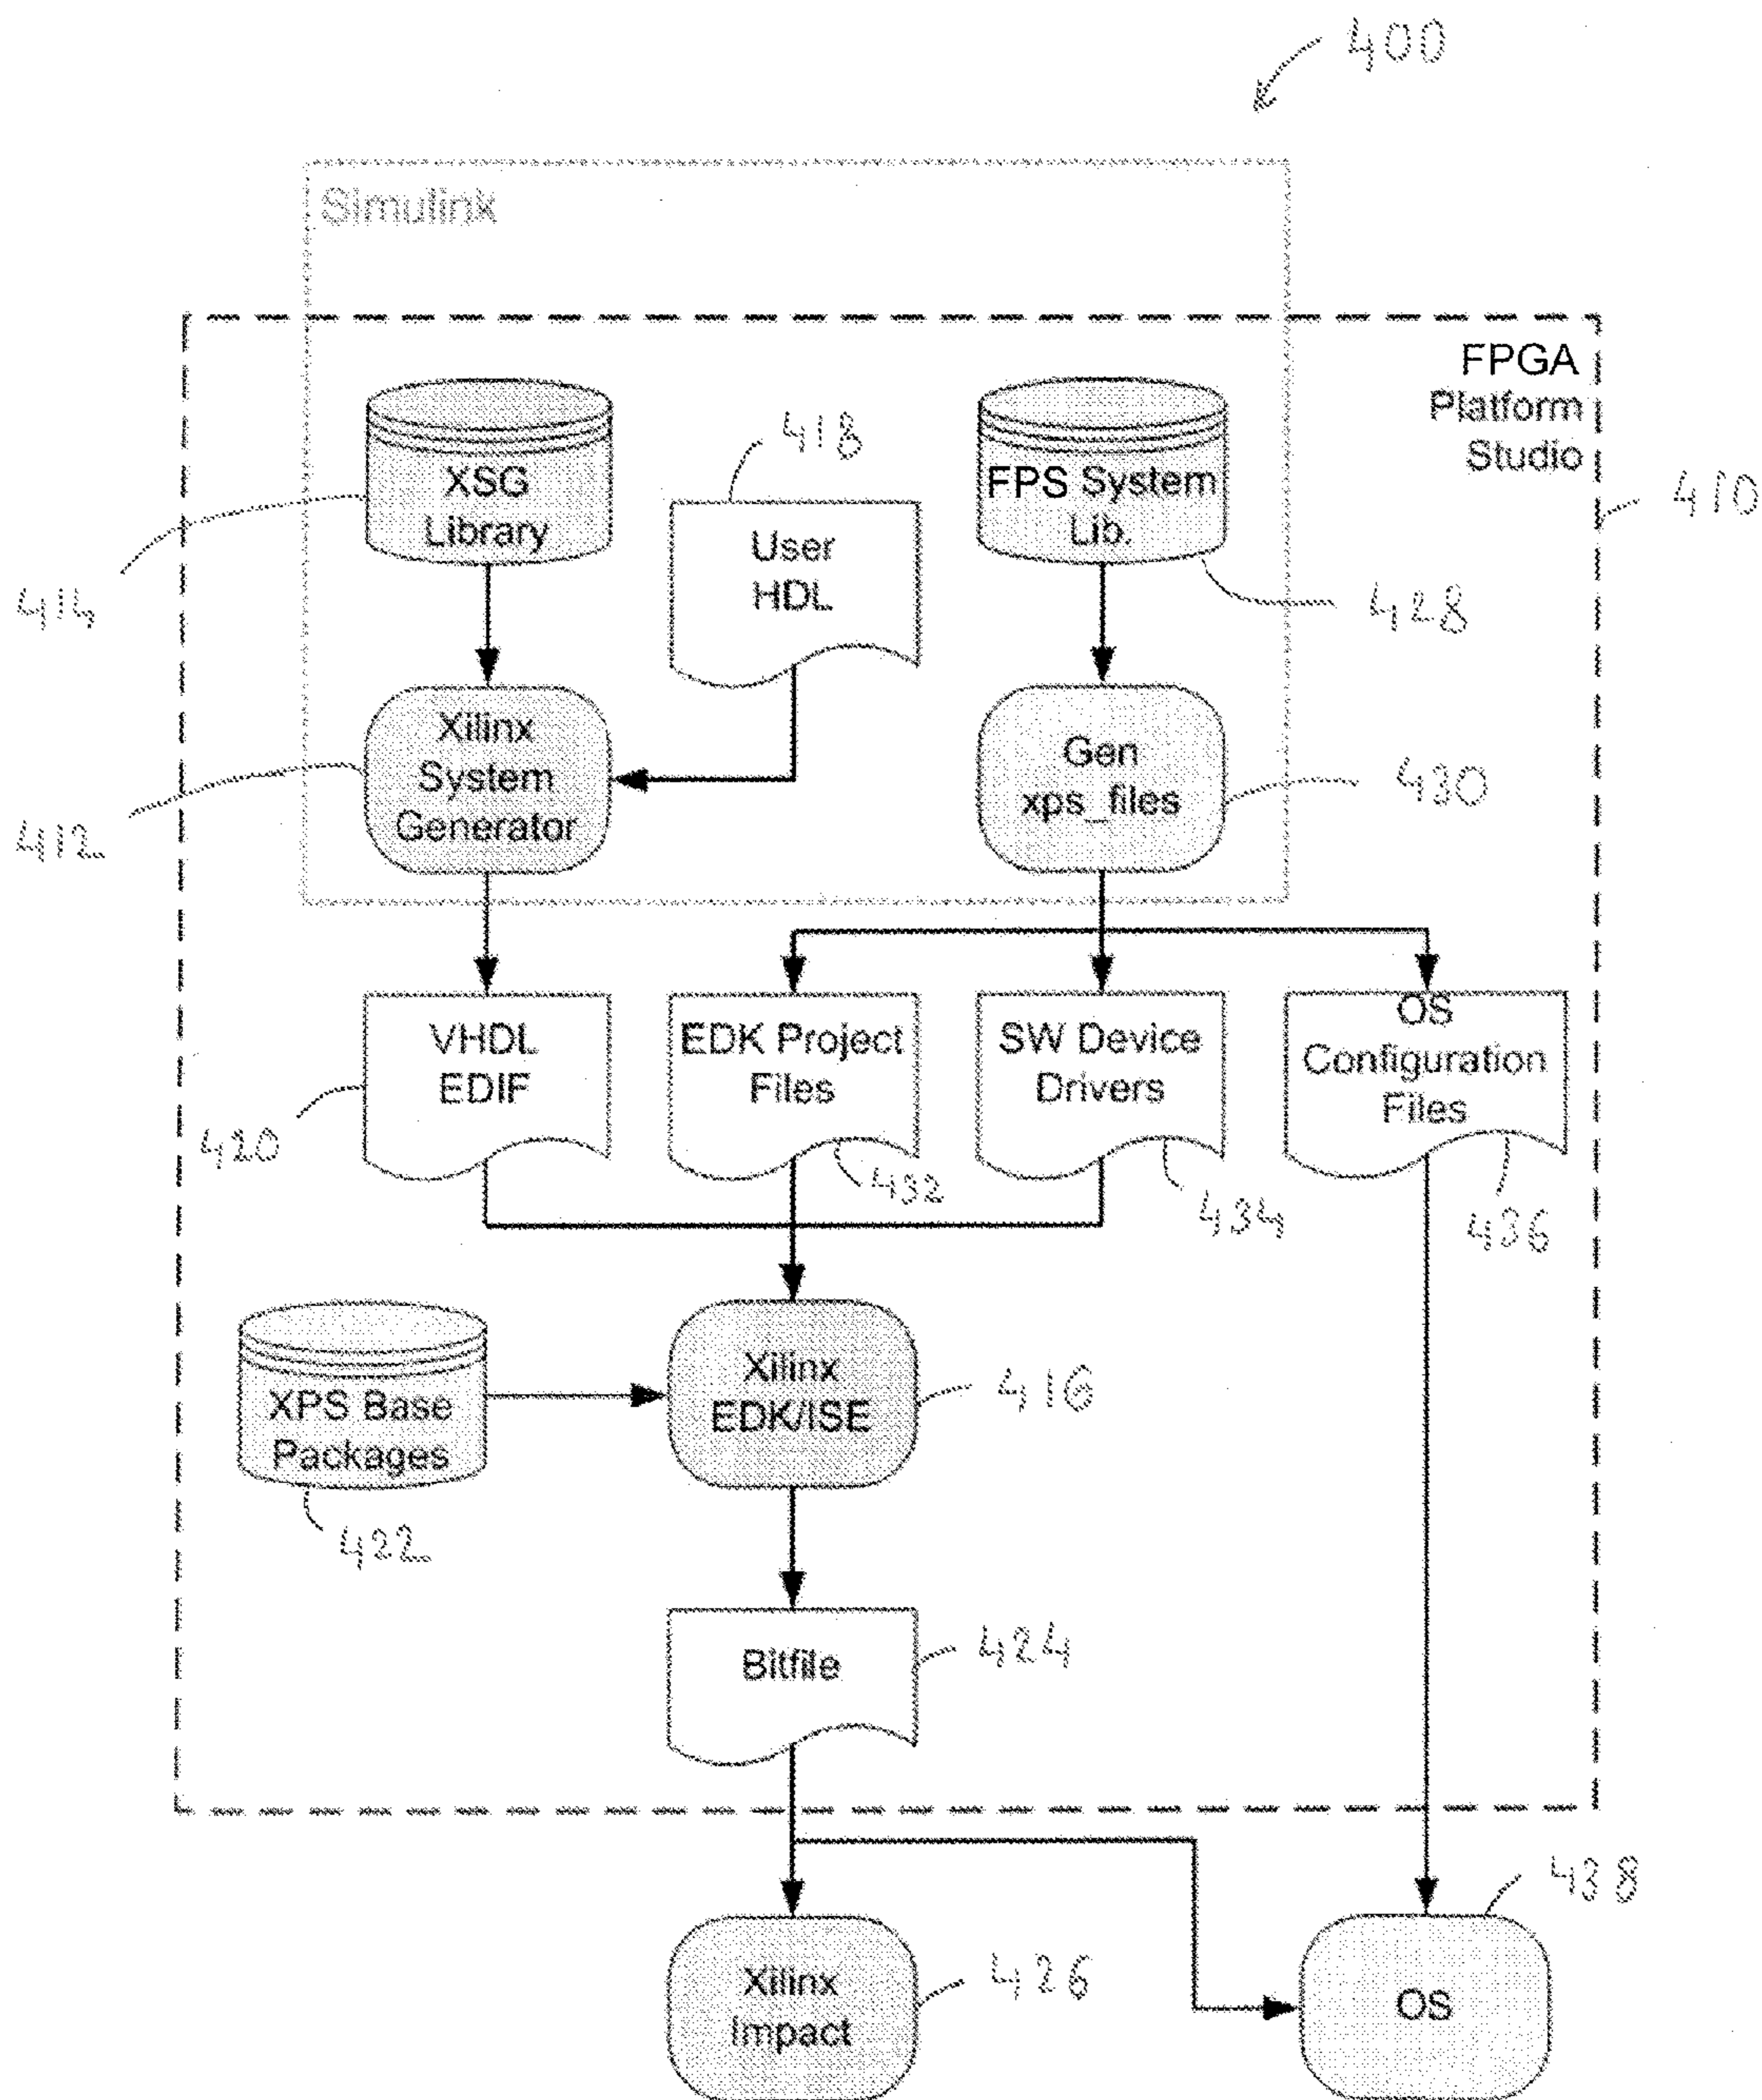 400
Simulink
FPGA
Platform
Studio
410
XSG
Library
414
418
User
HDL
FPS System
Lib.
428
Xilinx
System
Generator
412
Gen
xps_files
430
VHDL
EDIF
420
EDK Project
Files
432
SW Device
Drivers
434
OS
Configuration
Files
436
XPS Base
Packages
422
Xilinx
EDK/ISE
416
Bitfile
424
Xilinx
Impact
426
OS
438